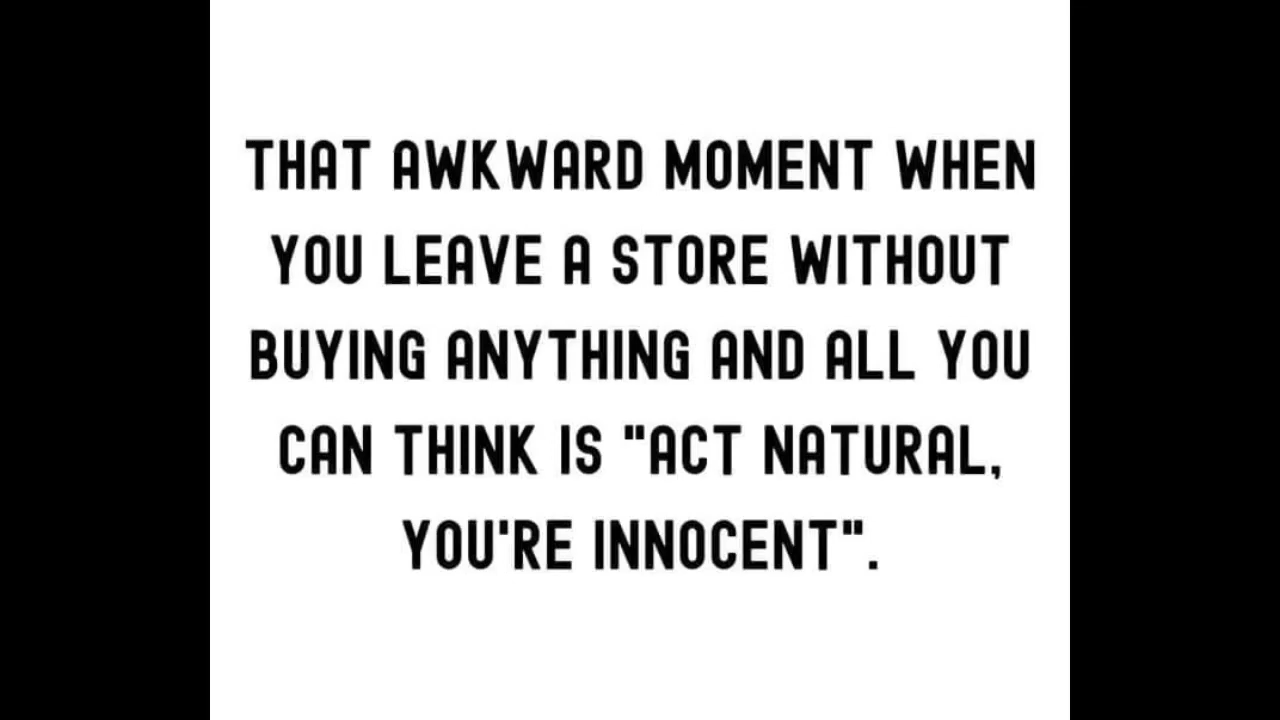 THAT AWKWARD MOMENT WHEN
YOU LEAVE A STORE WITHOUT
BUYING ANYTHING AND ALL YOU
CAN THINK IS "ACT NATURAL,
YOU'RE INNOCENT".